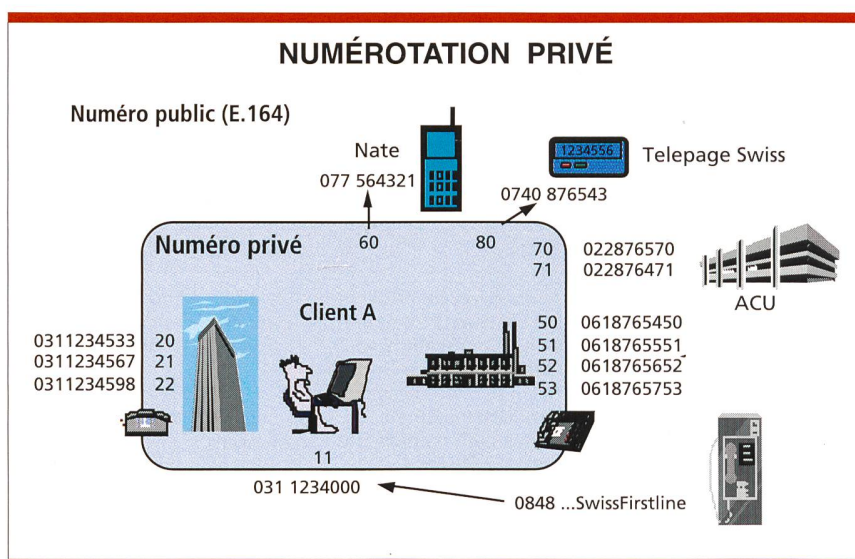 NUMÉROTATION PRIVÉ
Numéro public (E.164)
Nate
077 564321
1234556
Telepage Swiss
0740 876543
Numéro privé
60
80
70 022876570
71 022876471
ACU
Client A
0311234533 20
0311234567 21
0311234598 22
50 0618765450
51 0618765551
52 0618765652
53 0618765753
11
031 1234000
0848 ...SwissFirstline